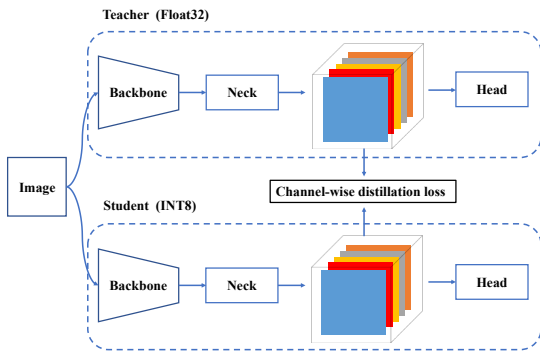 Teacher (Float32)
Backbone
Neck
Head
Image
Channel-wise distillation loss
Student (INT8)
Backbone
Neck
Head